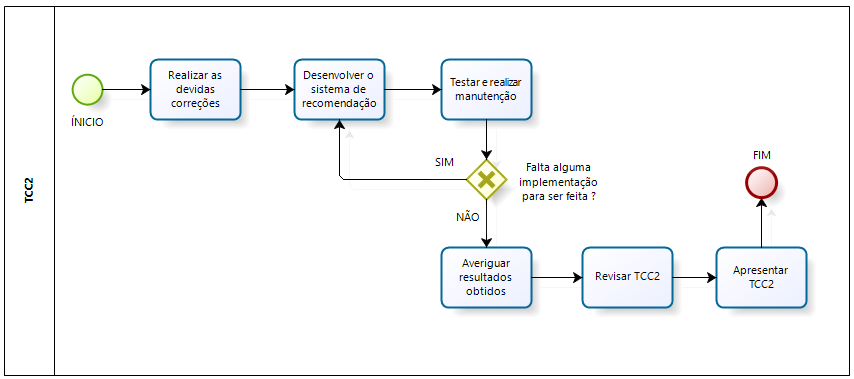 TCC2
ÍNICIO
Realizar as
devidas
correções
Desenvolver o
sistema de
recomendação
Testar e realizar
manutenção
SIM
Falta alguma
implementação
para ser feita ?
NÃO
Averiguar
resultados
obtidos
Revisar TCC2
Apresentar
TCC2
FIM